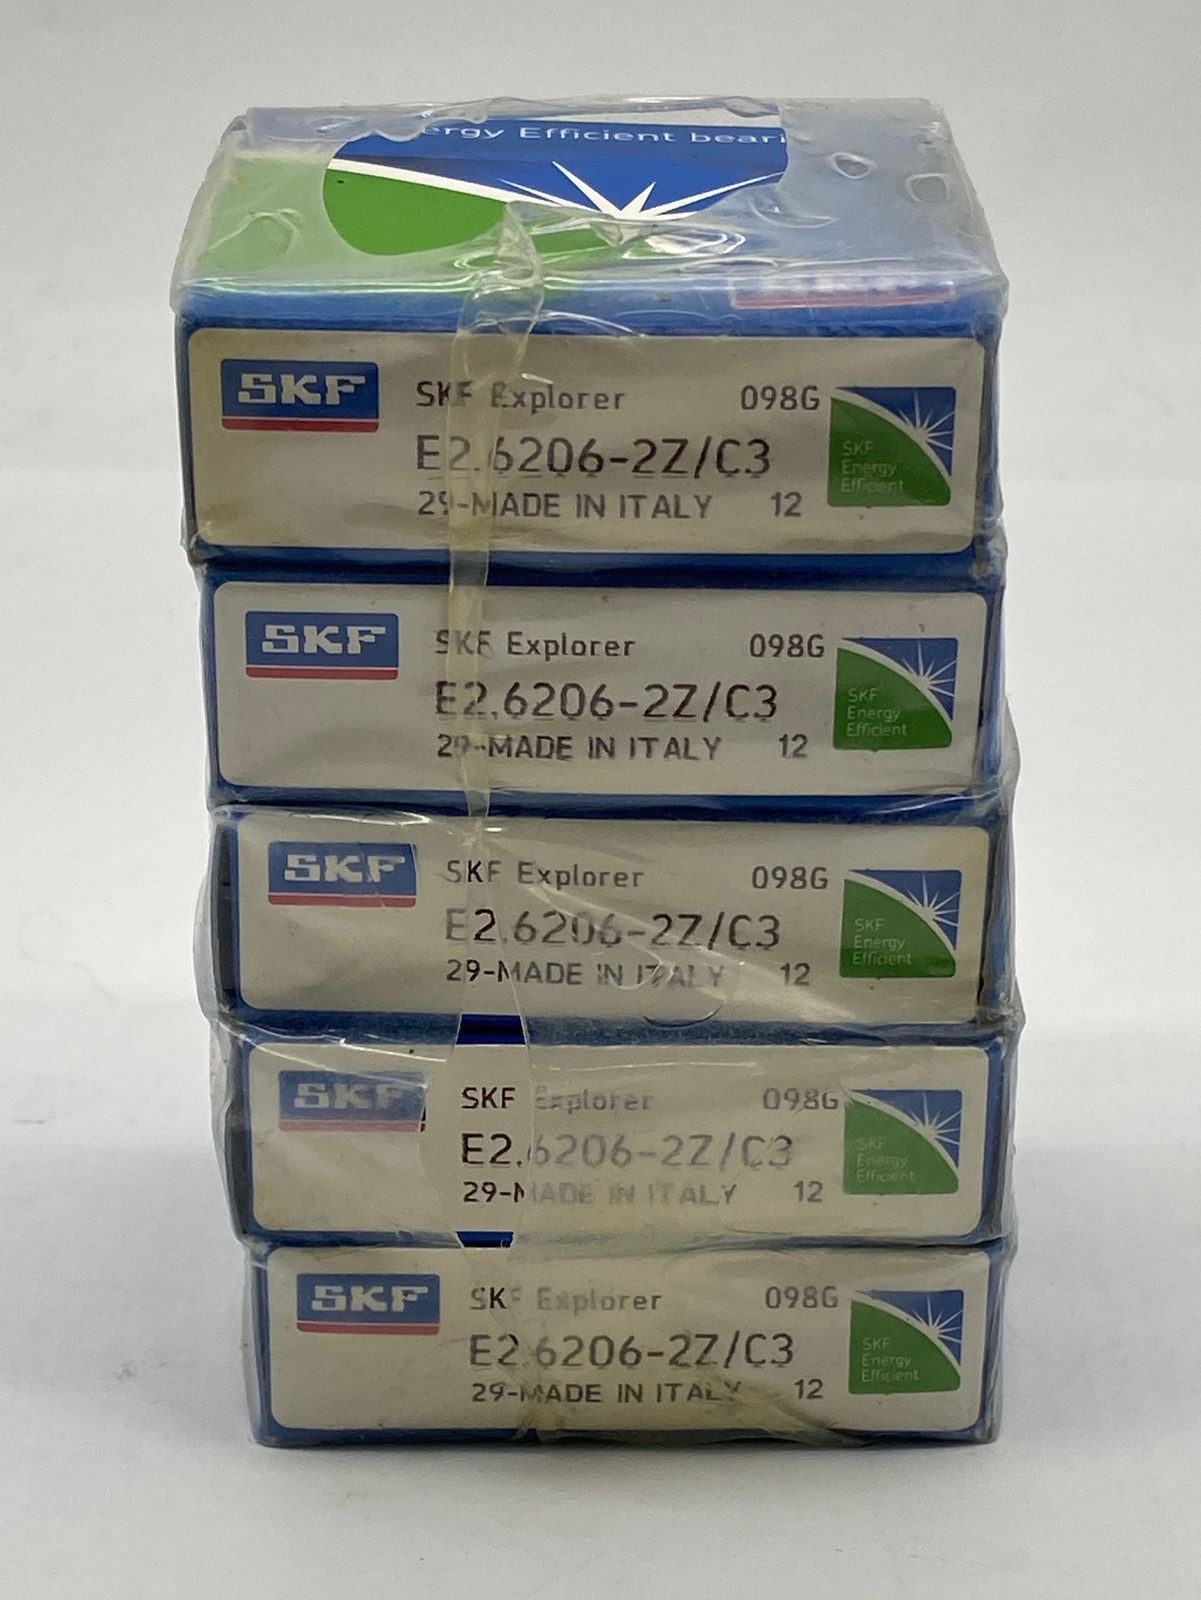 ergy Efficient beari
SKF
SKF Explorer 098G
E2.6206-2Z/C3
29-MADE IN ITALY 12
SKF
Energy
Efficient
SKF
SKF Explorer 098G
E2.6206-2Z/C3
29-MADE IN ITALY 12
SKF
Energy
Efficient
SKF
SKF Explorer 098G
E2.6206-2Z/C3
29-MADE IN ITALY 12
SKF
Energy
Efficient
SKF
SKF Explorer 098G
E2.6206-2Z/C3
29-MADE IN ITALY 12
SKF
Energy
Efficient
SKF
SKF Explorer 098G
E2.6206-2Z/C3
29-MADE IN ITALY 12
SKF
Energy
Efficient